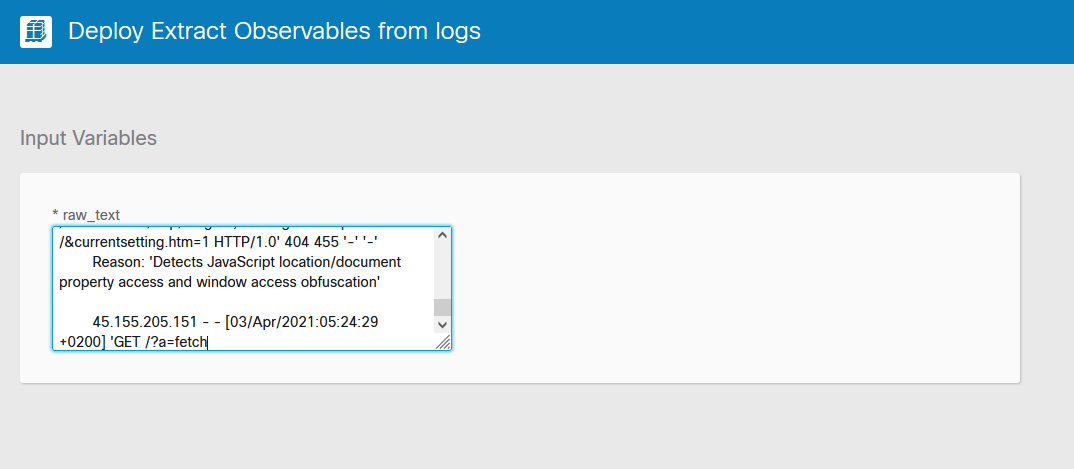 Deploy Extract Observables from logs
Input Variables
* raw_text
/&currentsetting.htm=1 HTTP/1.0' 404 455 '-' '-'
Reason: 'Detects JavaScript location/document
property access and window access obfuscation'
45.155.205.151 - - [03/Apr/2021:05:24:29
+0200] 'GET /?a=fetch